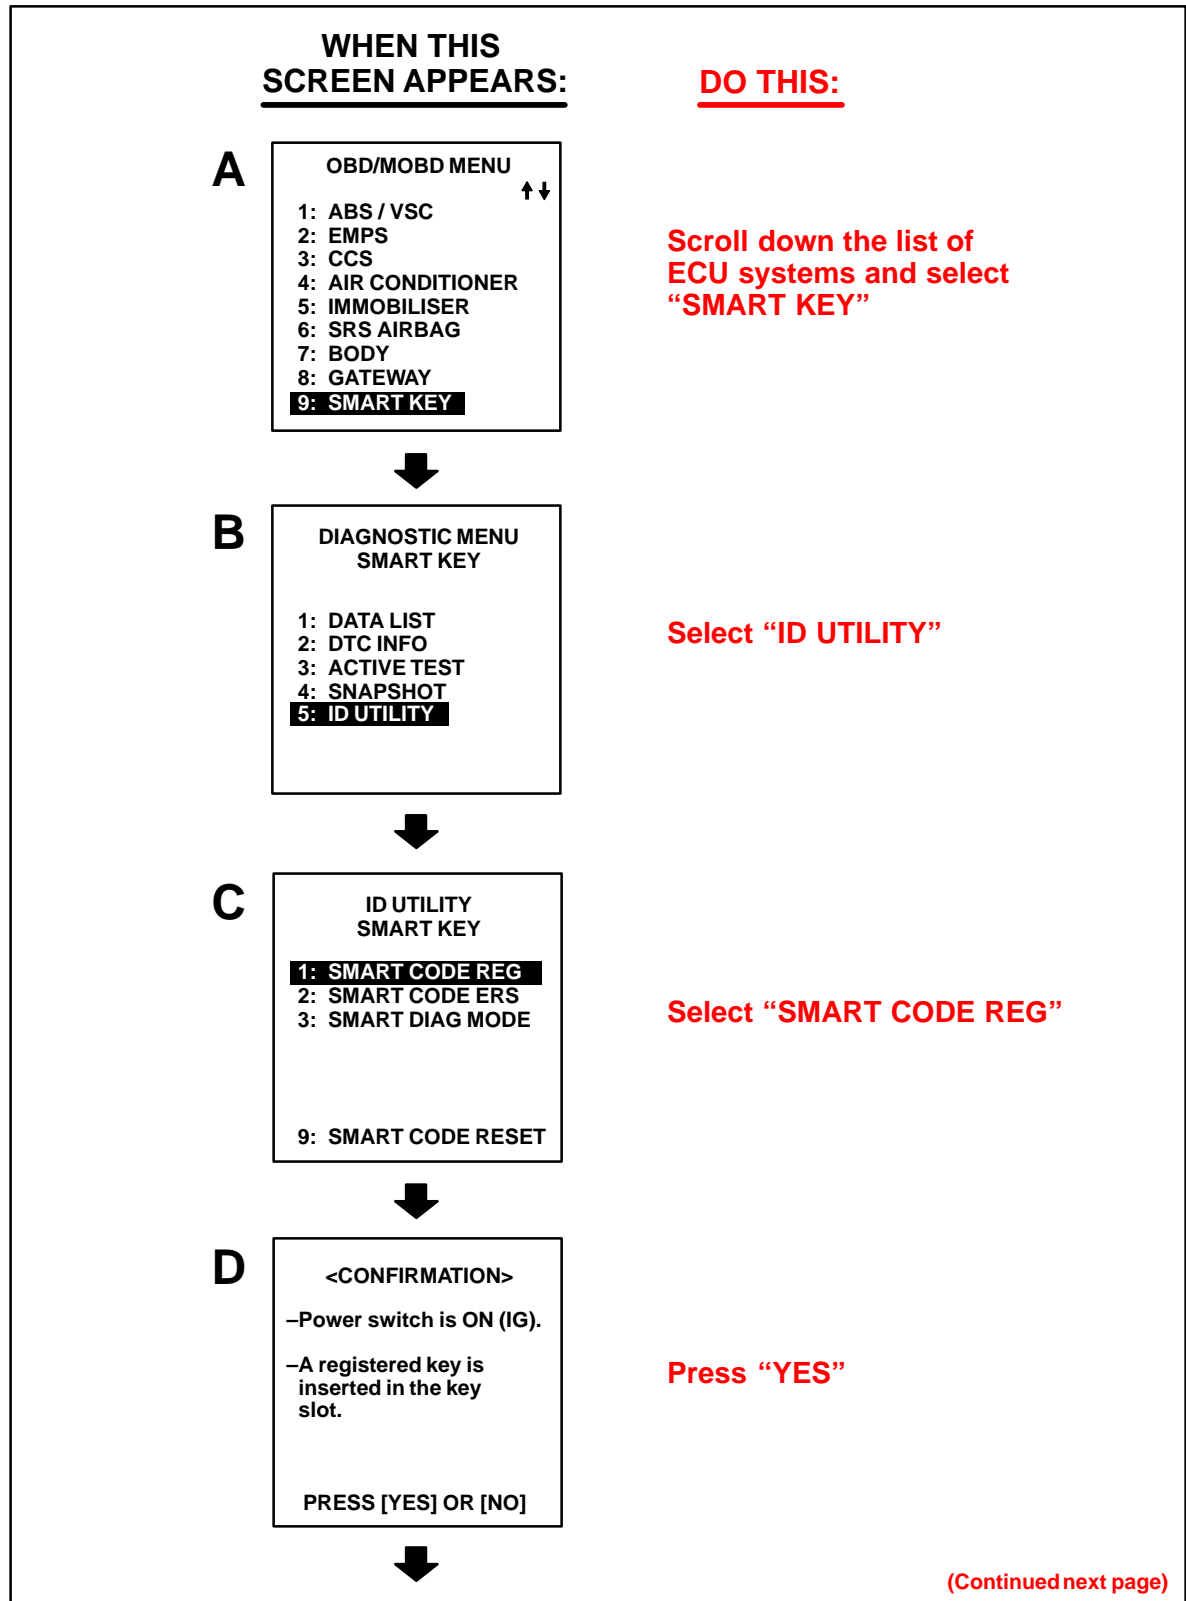 WHEN THIS
SCREEN APPEARS:
DO THIS:
A
OBD/MOBD MENU
1: ABS / VSC
2: EMPS
3: CCS
4: AIR CONDITIONER
5: IMMOBILISER
6: SRS AIRBAG
7: BODY
8: GATEWAY
9: SMART KEY
Scroll down the list of
ECU systems and select
“SMART KEY”
B
DIAGNOSTIC MENU
SMART KEY
1: DATA LIST
2: DTC INFO
3: ACTIVE TEST
4: SNAPSHOT
5: ID UTILITY
Select “ID UTILITY”
C
ID UTILITY
SMART KEY
1: SMART CODE REG
2: SMART CODE ERS
3: SMART DIAG MODE
9: SMART CODE RESET
Select “SMART CODE REG”
D
<CONFIRMATION>
–Power switch is ON (IG).
–A registered key is
inserted in the key
slot.
PRESS [YES] OR [NO]
Press “YES”
(Continued next page)